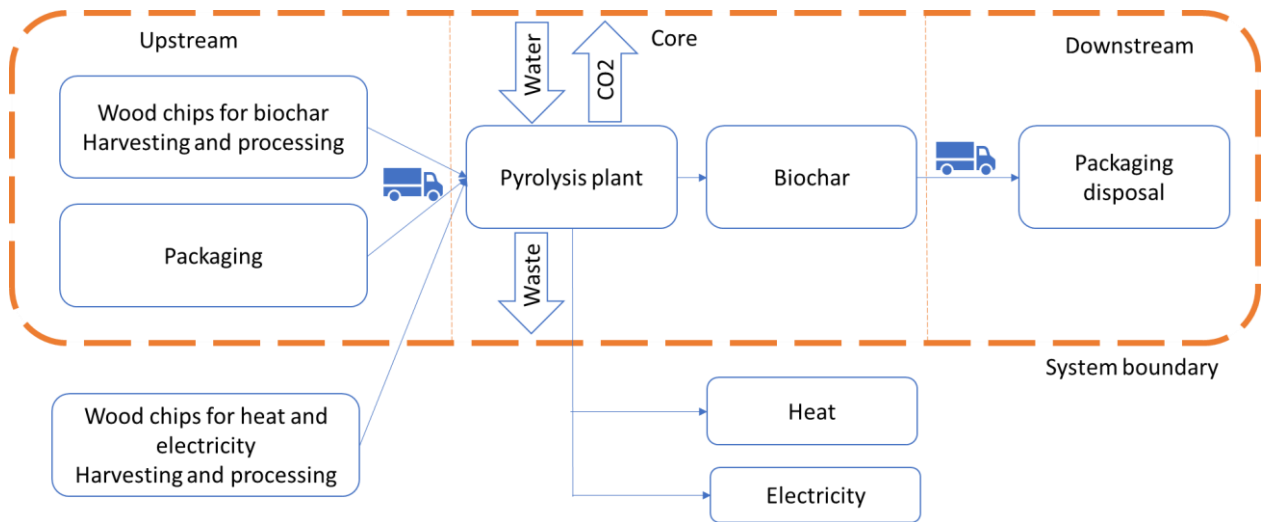 Upstream
Core
Downstream
Water
CO2
Wood chips for biochar
Harvesting and processing
Pyrolysis plant
Biochar
Packaging
disposal
Packaging
Waste
System boundary
Wood chips for heat and
electricity
Harvesting and processing
Heat
Electricity